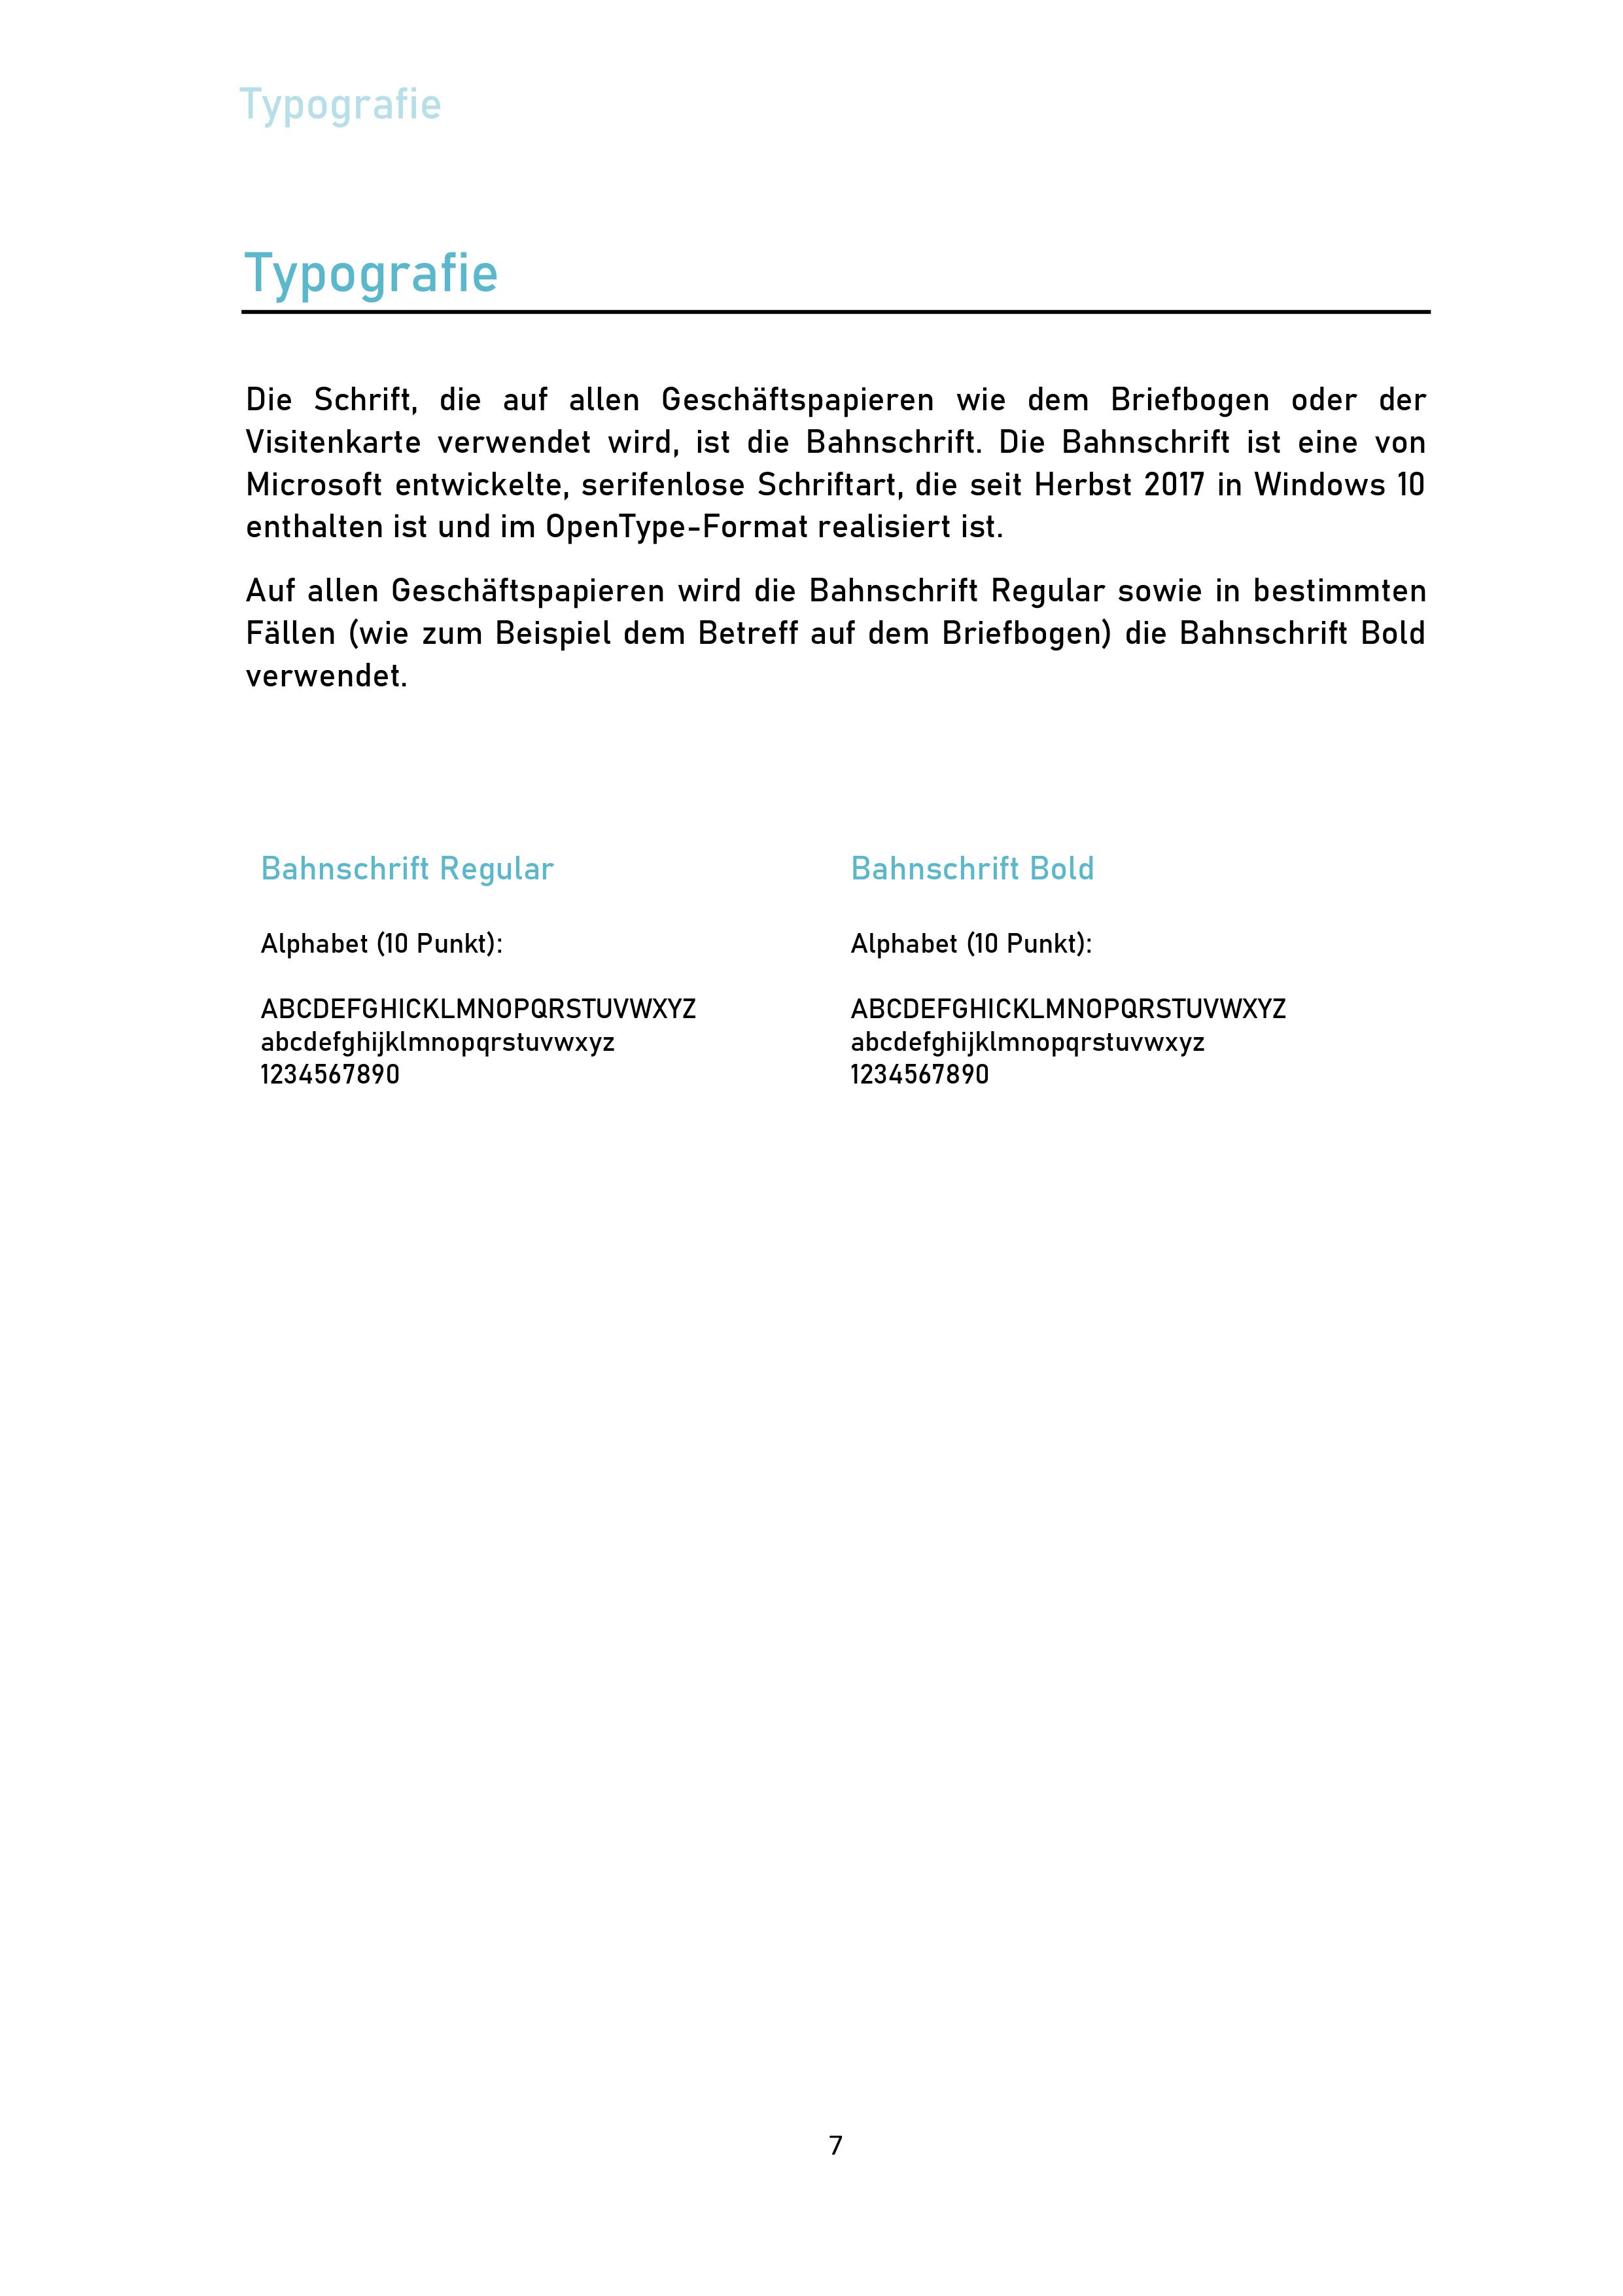 Typografie
Typografie
Die Schrift, die auf allen Geschäftspapieren wie dem Briefbogen oder der
Visitenkarte verwendet wird, ist die Bahnschrift. Die Bahnschrift ist eine von
Microsoft entwickelte, serifenlose Schriftart, die seit Herbst 2017 in Windows 10
enthalten ist und im OpenType-Format realisiert ist.
Auf allen Geschäftspapieren wird die Bahnschrift Regular sowie in bestimmten
Fällen (wie zum Beispiel dem Betreff auf dem Briefbogen) die Bahnschrift Bold
verwendet.
Bahnschrift Regular
Alphabet (10 Punkt):
ABCDEFGHICKLMNOPQRSTUVWXYZ
abcdefghijklmnopqrstuvwxyz
1234567890
Bahnschrift Bold
Alphabet (10 Punkt):
ABCDEFGHICKLMNOPQRSTUVWXYZ
abcdefghijklmnopqrstuvwxyz
1234567890
7